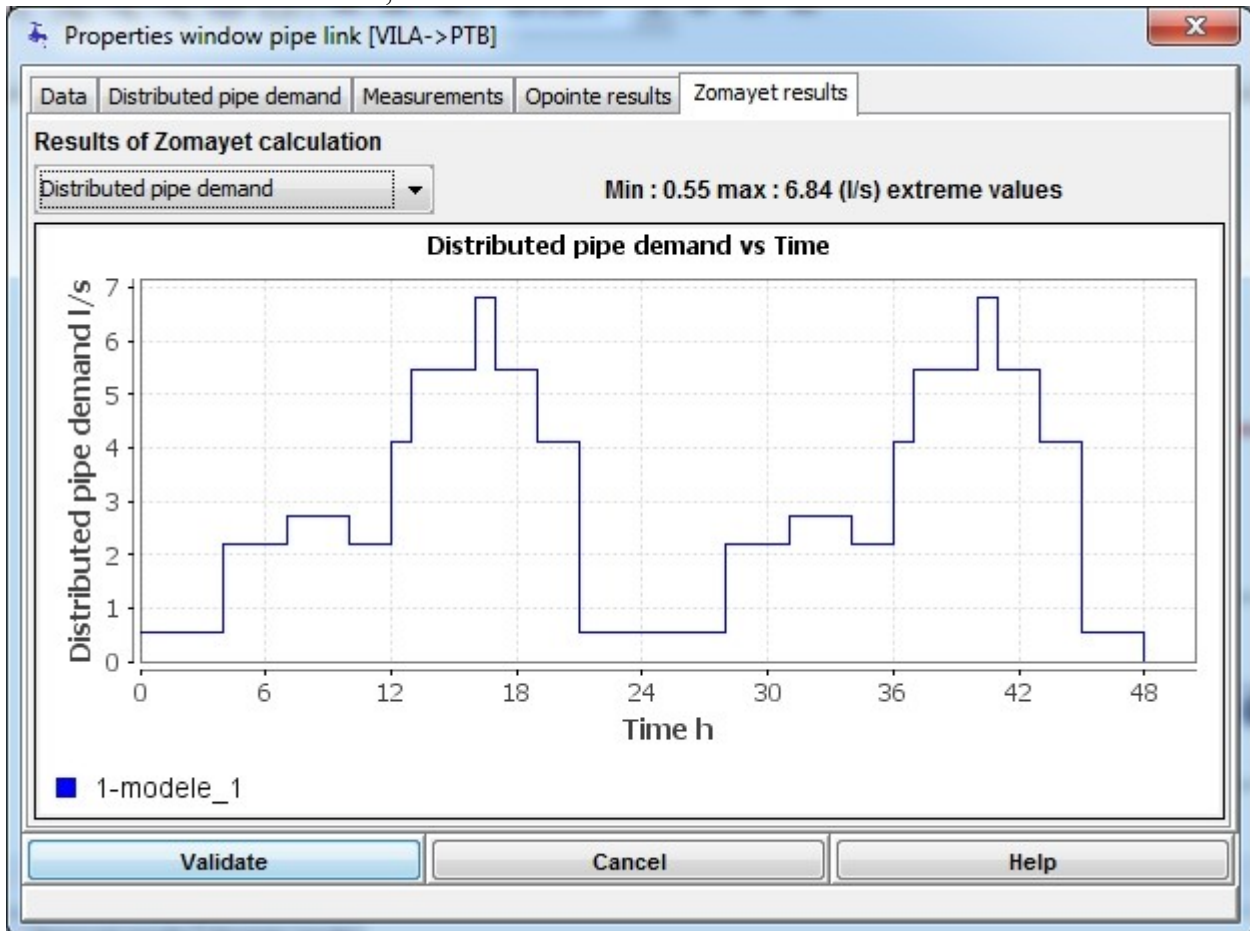 Properties window pipe link [VILA->PTB]
Data Distributed pipe demand Measurements Opointe results Zomayet results
Results of Zomayet calculation
Distributed pipe demand
Min : 0.55 max : 6.84 (l/s) extreme values
Distributed pipe demand vs Time
Distributed pipe demand l/s
7
6
5
4
3
2
1
0
0 6 12 18 24 30 36 42 48
Time h
1-modele_1
Validate Cancel Help